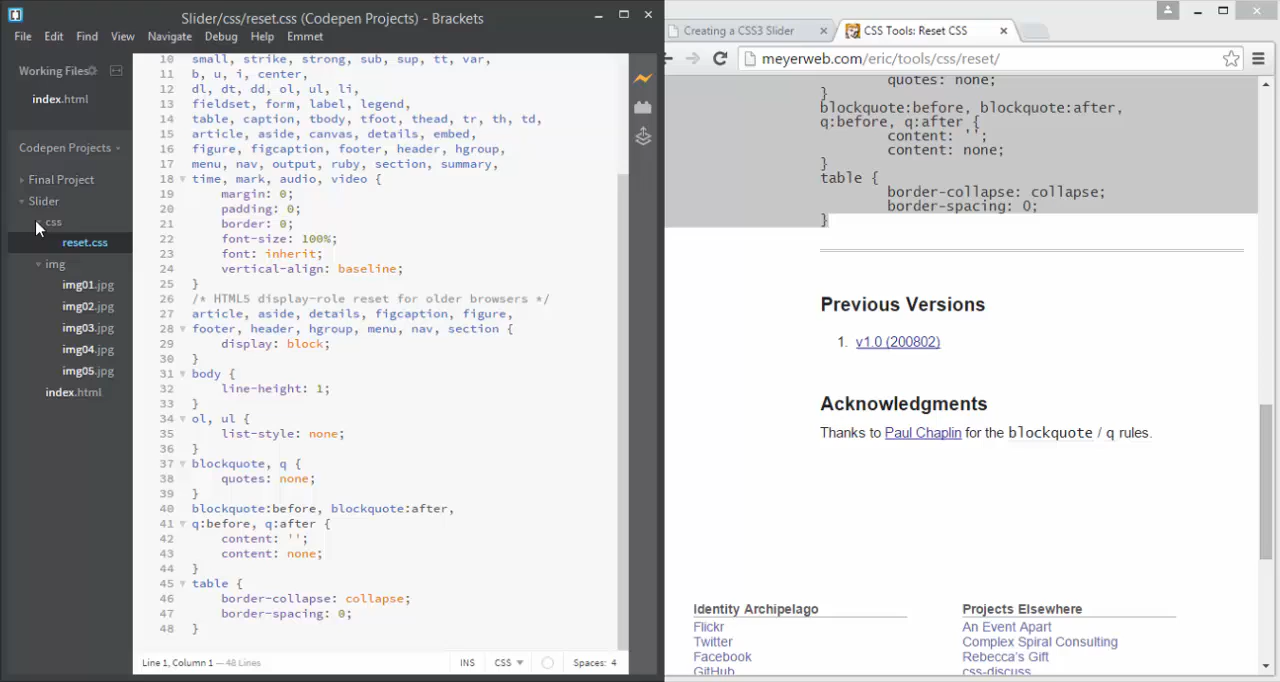 Slider/css/reset.css (Codepen Projects) - Brackets
File Edit Find View Navigate Debug Help Emmet
Working Files
index.html
Codepen Projects
Final Project
Slider
css
reset.css
img
img01.jpg
img02.jpg
img03.jpg
img04.jpg
img05.jpg
index.html
10 small, strike, strong, sub, sup, tt, var,
11 b, u, i, center,
12 dl, dt, dd, ol, ul, li,
13 fieldset, form, label, legend,
14 table, caption, tbody, tfoot, thead, tr, th, td,
15 article, aside, canvas, details, embed,
16 figure, figcaption, footer, header, hgroup,
17 menu, nav, output, ruby, section, summary,
18 time, mark, audio, video {
19 margin: 0;
20 padding: 0;
21 border: 0;
22 font-size: 100%;
23 font: inherit;
24 vertical-align: baseline;
25 }
26 /* HTML5 display-role reset for older browsers */
27 article, aside, details, figcaption, figure,
28 footer, header, hgroup, menu, nav, section {
29 display: block;
30 }
31 body {
32 line-height: 1;
33 }
34 ol, ul {
35 list-style: none;
36 }
37 blockquote, q {
38 quotes: none;
39 }
40 blockquote:before, blockquote:after,
41 q:before, q:after {
42 content: '';
43 content: none;
44 }
45 table {
46 border-collapse: collapse;
47 border-spacing: 0;
48 }
Line 1, Column 1 — 48 Lines
INS CSS Spaces: 4
Creating a CSS3 Slider
CSS Tools: Reset CSS
meyerweb.com/eric/tools/css/reset/
quotes: none;
}
blockquote:before, blockquote:after,
q:before, q:after {
content: '';
content: none;
}
table {
border-collapse: collapse;
border-spacing: 0;
}
Previous Versions
1. v1.0 (200802)
Acknowledgments
Thanks to Paul Chaplin for the blockquote / q rules.
Identity Archipelago
Flickr
Twitter
Facebook
GitHub
Projects Elsewhere
An Event Apart
Complex Spiral Consulting
Rebecca's Gift
css-discuss